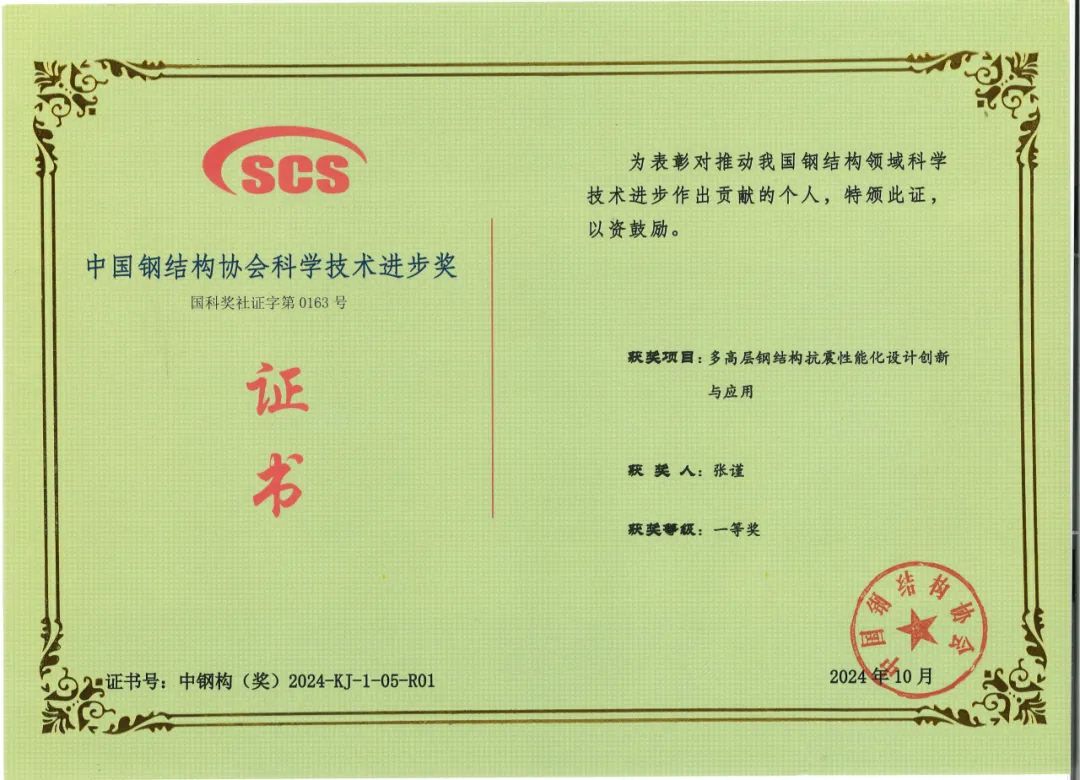 SCS
中国钢结构协会科学技术进步奖
国科奖社证字第0163号
证
书
证书号：中钢构（奖）2024-KJ-1-05-R01
为表彰对推动我国钢结构领域科学
技术进步作出贡献的个人，特颁此证，
以资鼓励。
获奖项目：多高层钢结构抗震性能化设计创新
与应用
获 奖 人：张谨
获奖等级：一等奖
中国钢结构协会
2024年10月